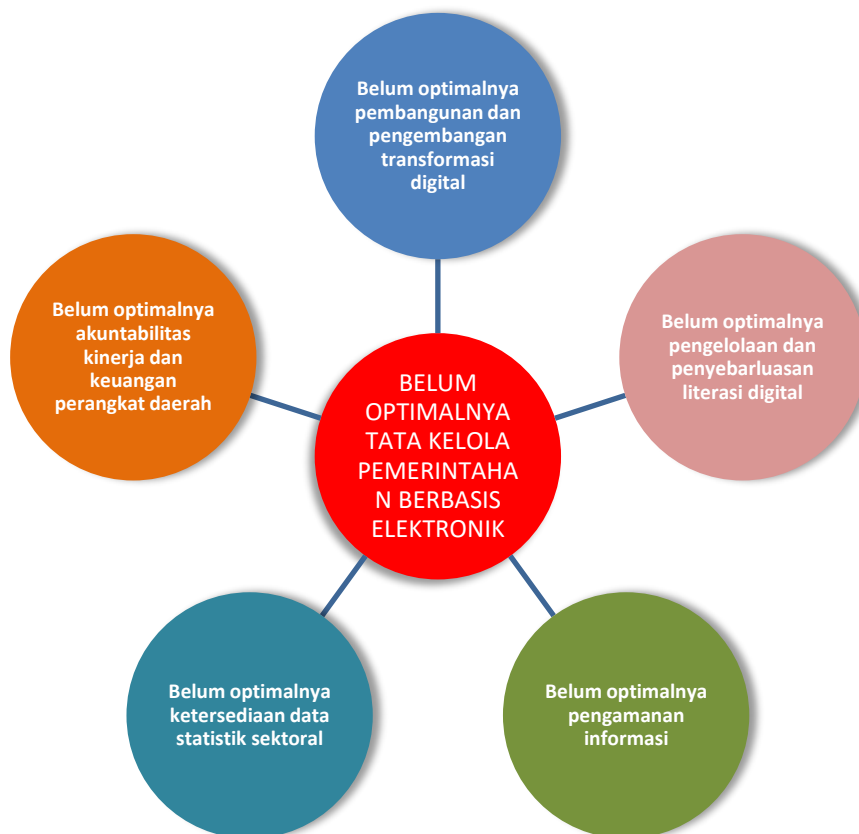 Belum optimalnya
pembangunan dan
pengembangan
transformasi
digital
Belum optimalnya
akuntabilitas
kinerja dan
keuangan
perangkat daerah
Belum optimalnya
pengelolaan dan
penyebarluasan
literasi digital
BELUM
OPTIMALNYA
TATA KELOLA
PEMERINTAHA
N BERBASIS
ELEKTRONIK
Belum optimalnya
ketersediaan data
statistik sektoral
Belum optimalnya
pengamanan
informasi